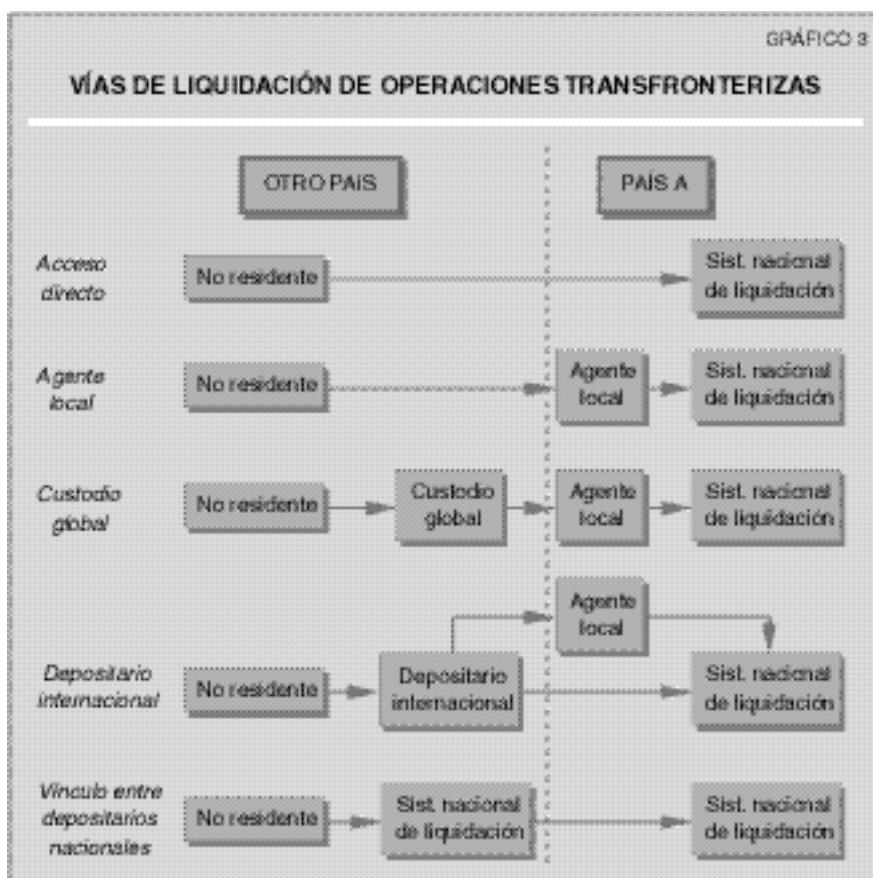 GRÁFICO 3
VÍAS DE LIQUIDACIÓN DE OPERACIONES TRANSFRONTERIZAS
OTRO PAÍS
PAÍS A
Acceso
directo
No residente
Sist. nacional
de liquidación
Agente
local
No residente
Agente
local
Sist. nacional
de liquidación
Custodio
global
No residente
Custodio
global
Agente
local
Sist. nacional
de liquidación
Agente
local
Depositario
internacional
No residente
Depositario
internacional
Sist. nacional
de liquidación
Vínculo entre
depositarios
nacionales
No residente
Sist. nacional
de liquidación
Sist. nacional
de liquidación